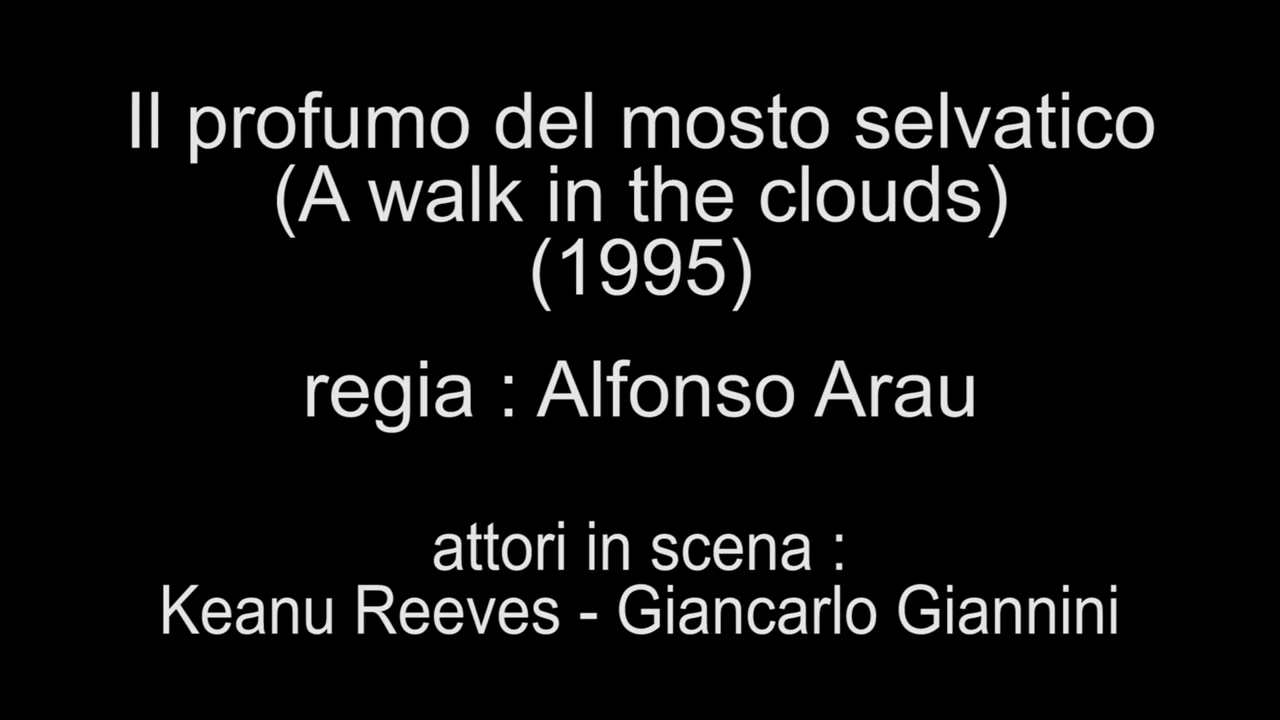 Il profumo del mosto selvatico
(A walk in the clouds)
(1995)
regia : Alfonso Arau
attori in scena :
Keanu Reeves - Giancarlo Giannini